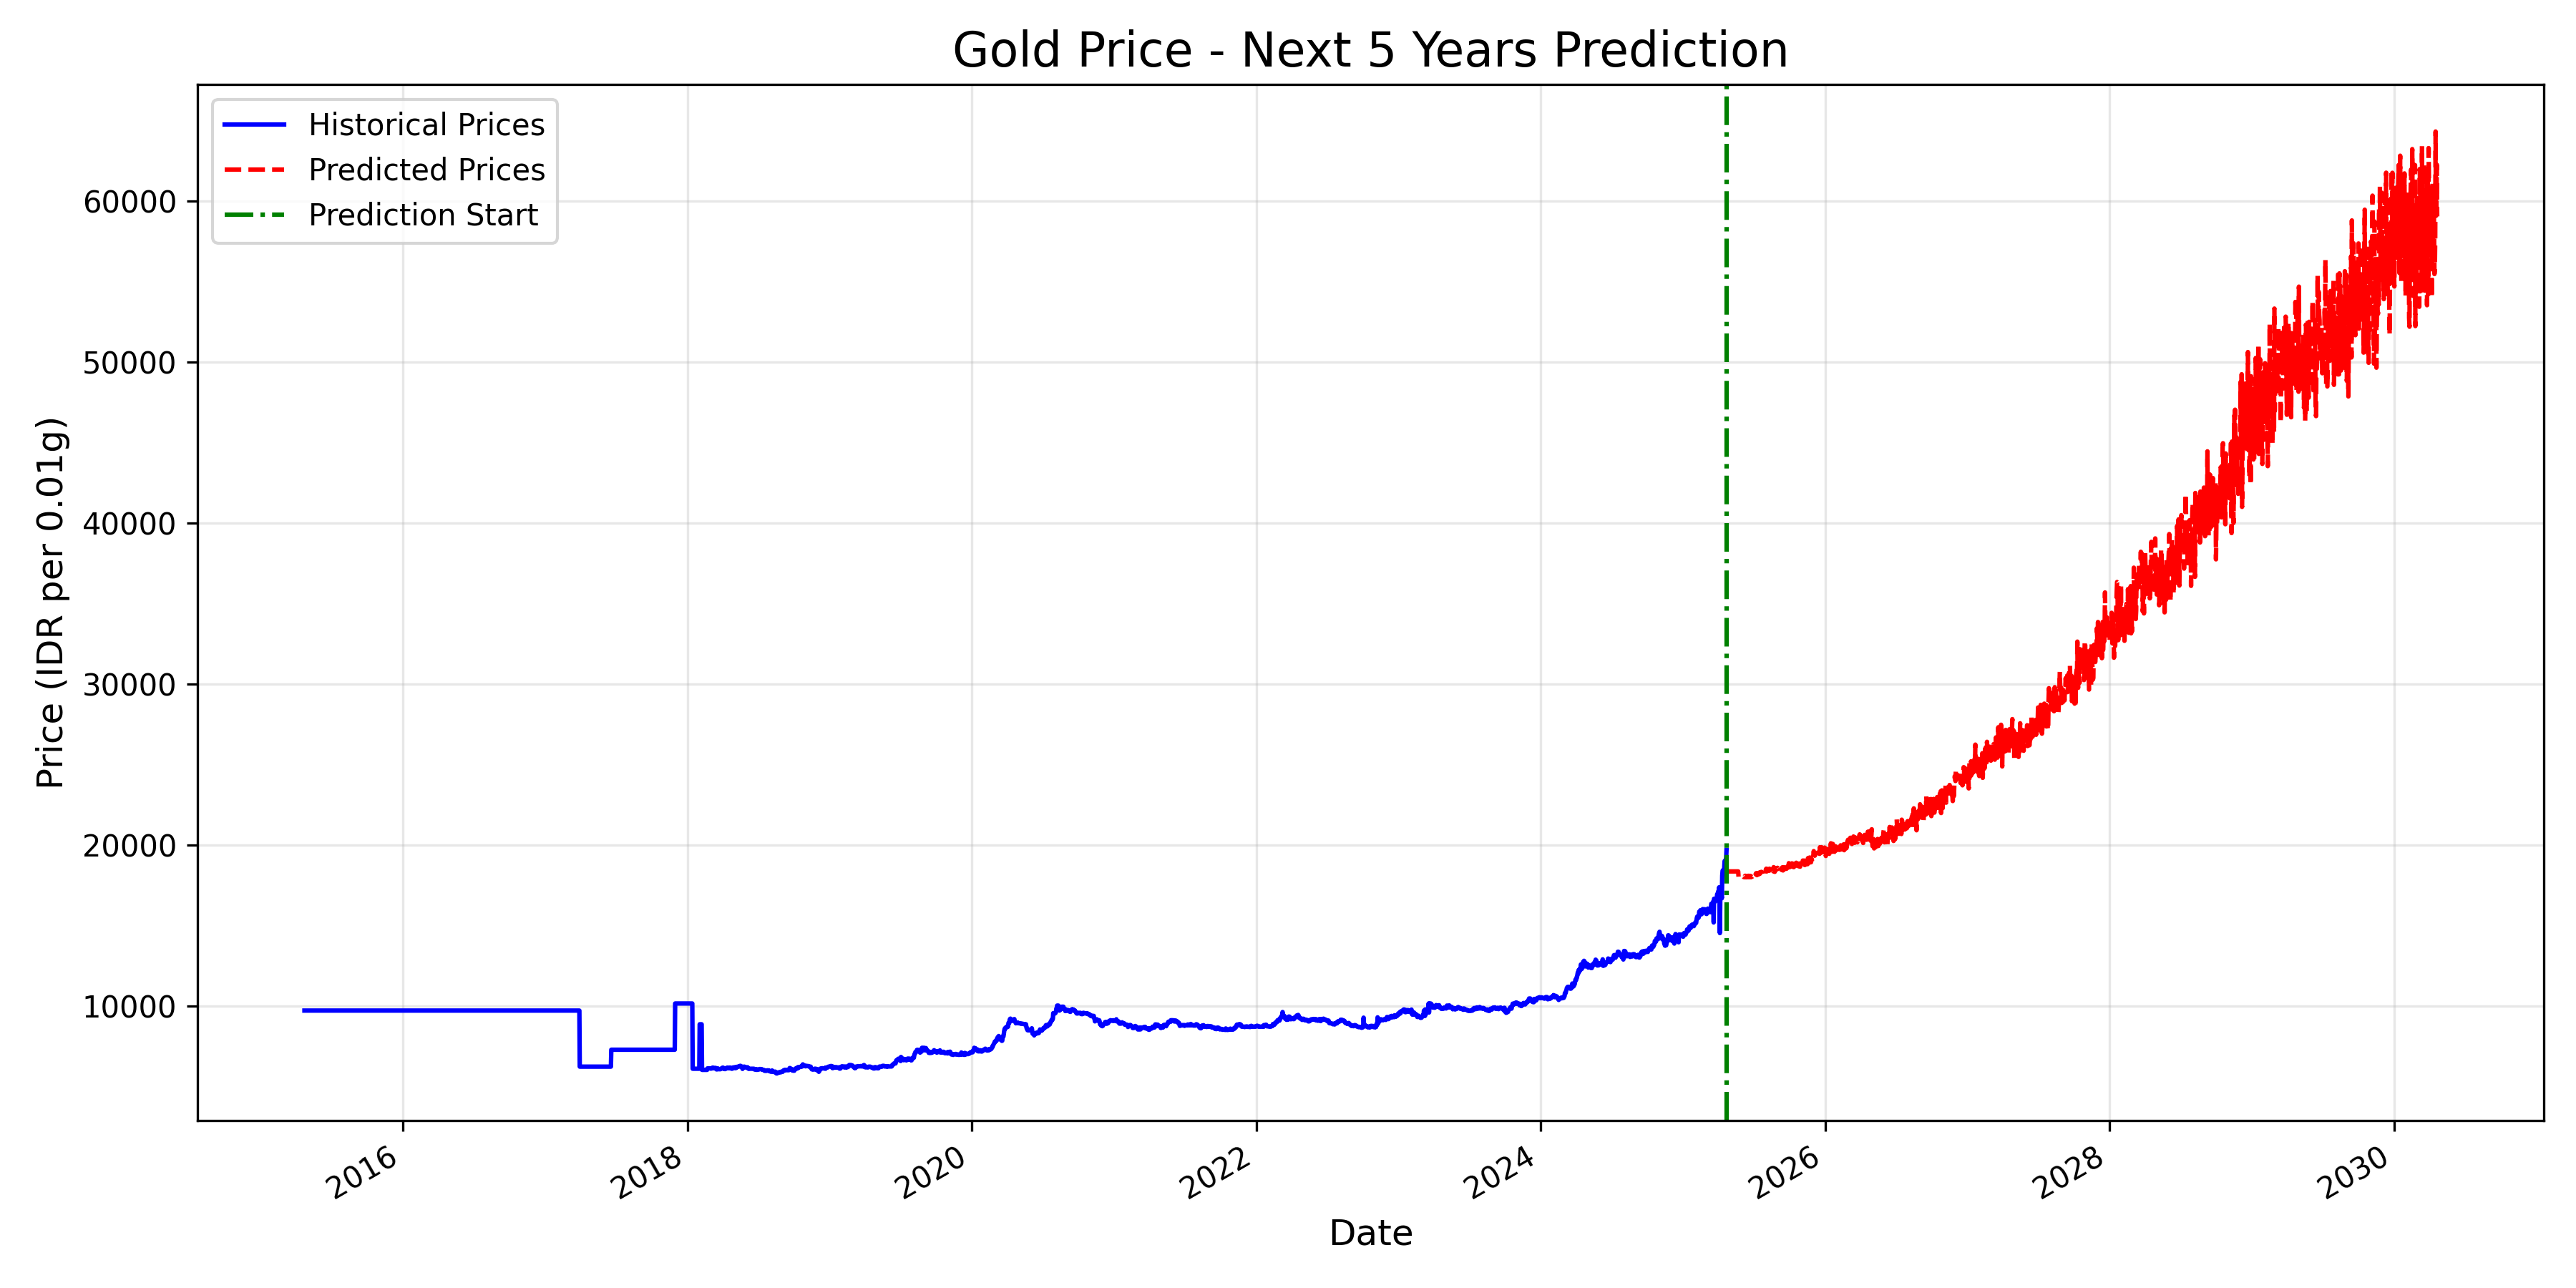 Gold Price - Next 5 Years Prediction
Historical Prices
Predicted Prices
Prediction Start
Price (IDR per 0.01g)
60000
50000
40000
30000
20000
10000
2016
2018
2020
2022
2024
2026
2028
2030
Date